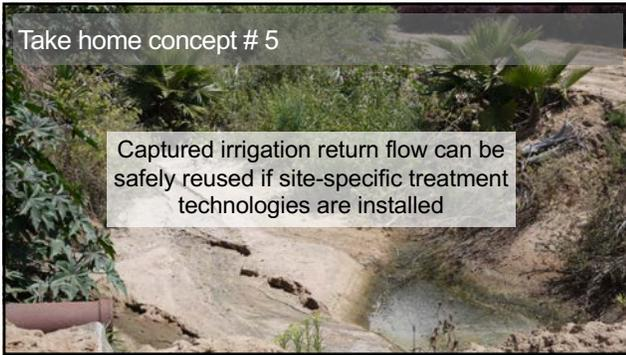 Take home concept # 5
Captured irrigation return flow can be
safely reused if site-specific treatment
technologies are installed